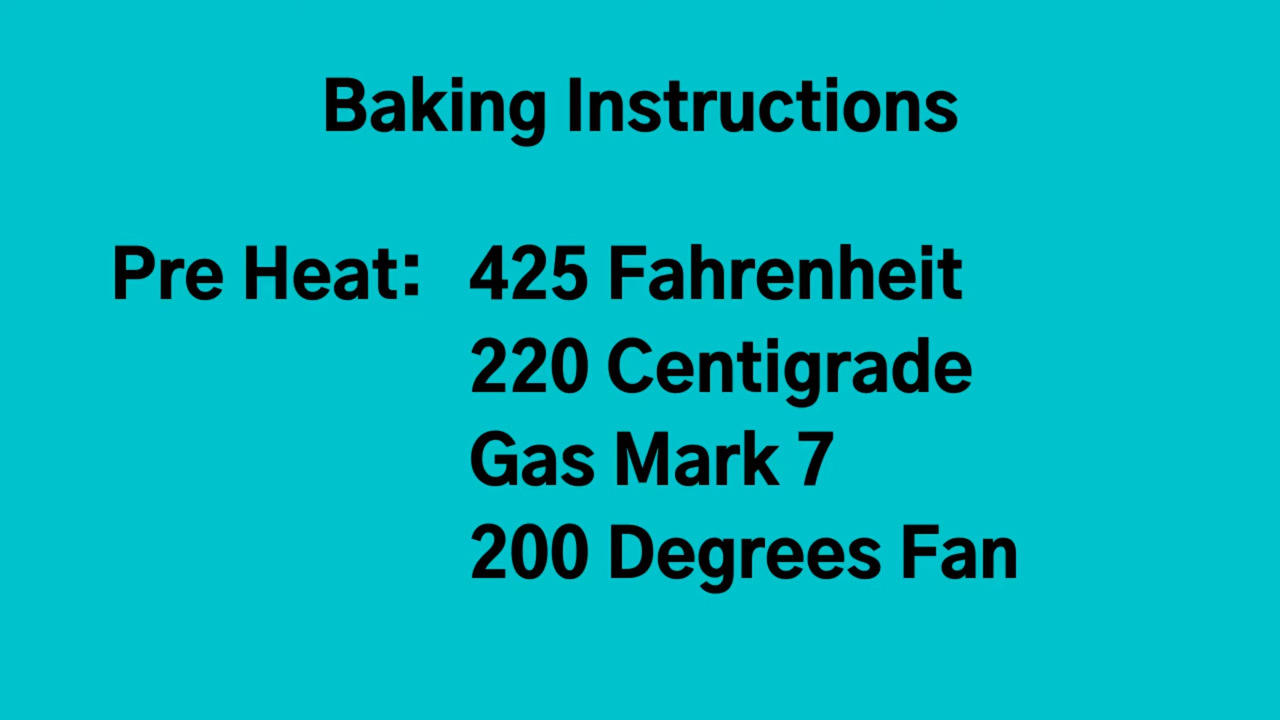 Baking Instructions
Pre Heat: 425 Fahrenheit
220 Centigrade
Gas Mark 7
200 Degrees Fan